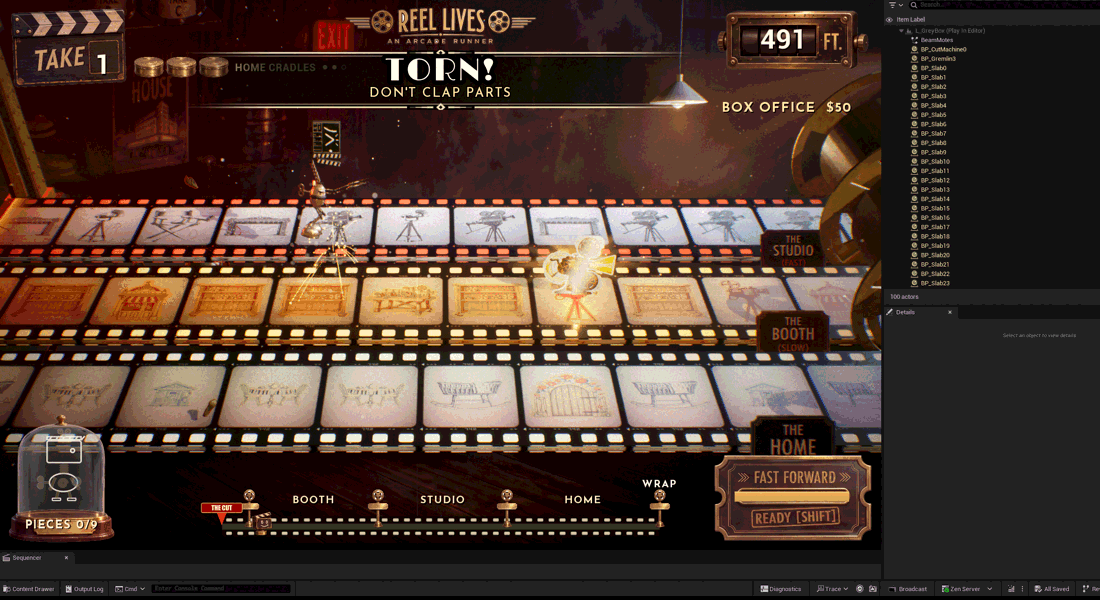 REEL LIVES
AN ARCADE RUNNER
EXIT
TAKE 1
HOME CRADLES
HOUSE
TORN!
DON'T CLAP PARTS
491 FT.
BOX OFFICE $50
THE
STUDIO
(FAST)
THE
BOOTH
(SLOW)
THE
HOME
PIECES 0/9
THE CUT
BOOTH
STUDIO
HOME
WRAP
FAST FORWARD
READY [SHIFT]
Search...
Item Label
L_GreyBox (Play in Editor)
BeamMotes
BP_CutMachine0
BP_Gremlin3
BP_Slab0
BP_Slab1
BP_Slab2
BP_Slab3
BP_Slab4
BP_Slab5
BP_Slab6
BP_Slab7
BP_Slab8
BP_Slab9
BP_Slab10
BP_Slab11
BP_Slab12
BP_Slab13
BP_Slab14
BP_Slab15
BP_Slab16
BP_Slab17
BP_Slab18
BP_Slab19
BP_Slab20
BP_Slab21
BP_Slab22
BP_Slab23
100 actors
Details
Select an object to view details
Sequencer
Content Drawer
Output Log
Cmd
Enter Console Command
Diagnostics
Trace
Broadcast
Zen Server
All Saved
Re